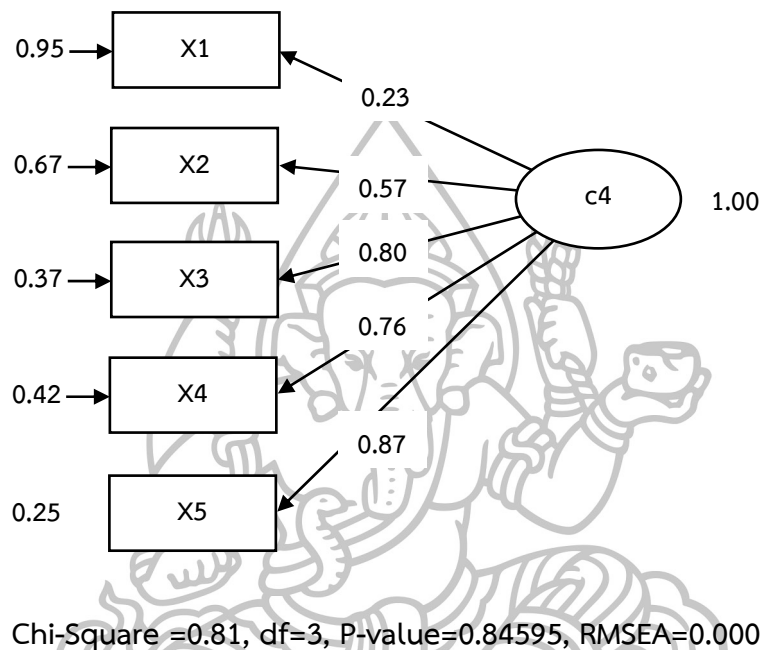 0.95 X1
0.23
0.67 X2
0.57
c4 1.00
0.37 X3
0.80
0.42 X4
0.76
0.87
0.25 X5
Chi-Square =0.81, df=3, P-value=0.84595, RMSEA=0.000